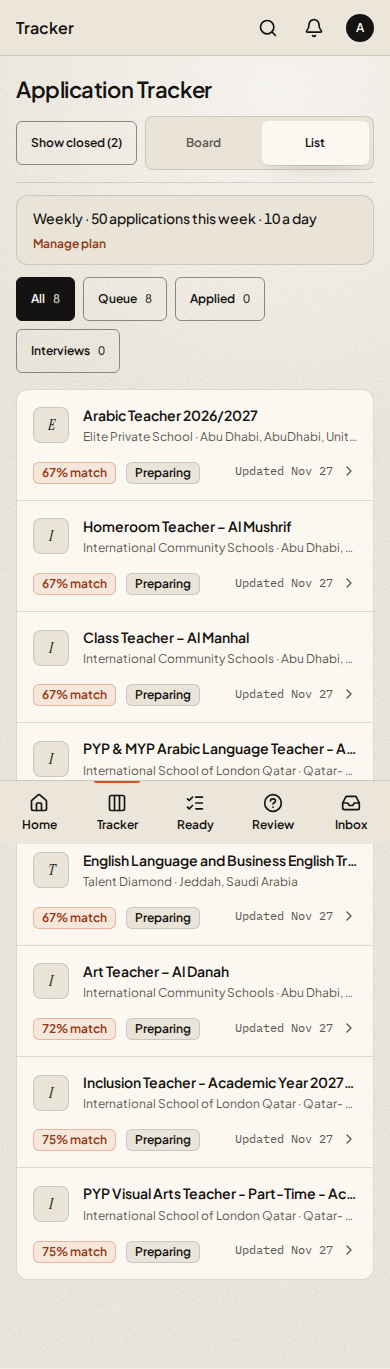 Tracker
A
Application Tracker
Show closed (2)
Board
List
Weekly · 50 applications this week · 10 a day
Manage plan
All 8
Queue 8
Applied 0
Interviews 0
E
Arabic Teacher 2026/2027
Elite Private School · Abu Dhabi, AbuDhabi, Unit...
67% match
Preparing
Updated Nov 27
I
Homeroom Teacher – Al Mushrif
International Community Schools · Abu Dhabi, ...
67% match
Preparing
Updated Nov 27
I
Class Teacher – Al Manhal
International Community Schools · Abu Dhabi, ...
67% match
Preparing
Updated Nov 27
I
PYP & MYP Arabic Language Teacher - A...
International School of London Qatar · Qatar- ...
Home
Tracker
Ready
Review
Inbox
T
English Language and Business English Tr...
Talent Diamond · Jeddah, Saudi Arabia
67% match
Preparing
Updated Nov 27
I
Art Teacher – Al Danah
International Community Schools · Abu Dhabi, ...
72% match
Preparing
Updated Nov 27
I
Inclusion Teacher - Academic Year 2027...
International School of London Qatar · Qatar- ...
75% match
Preparing
Updated Nov 27
I
PYP Visual Arts Teacher - Part-Time - Ac...
International School of London Qatar · Qatar- ...
75% match
Preparing
Updated Nov 27